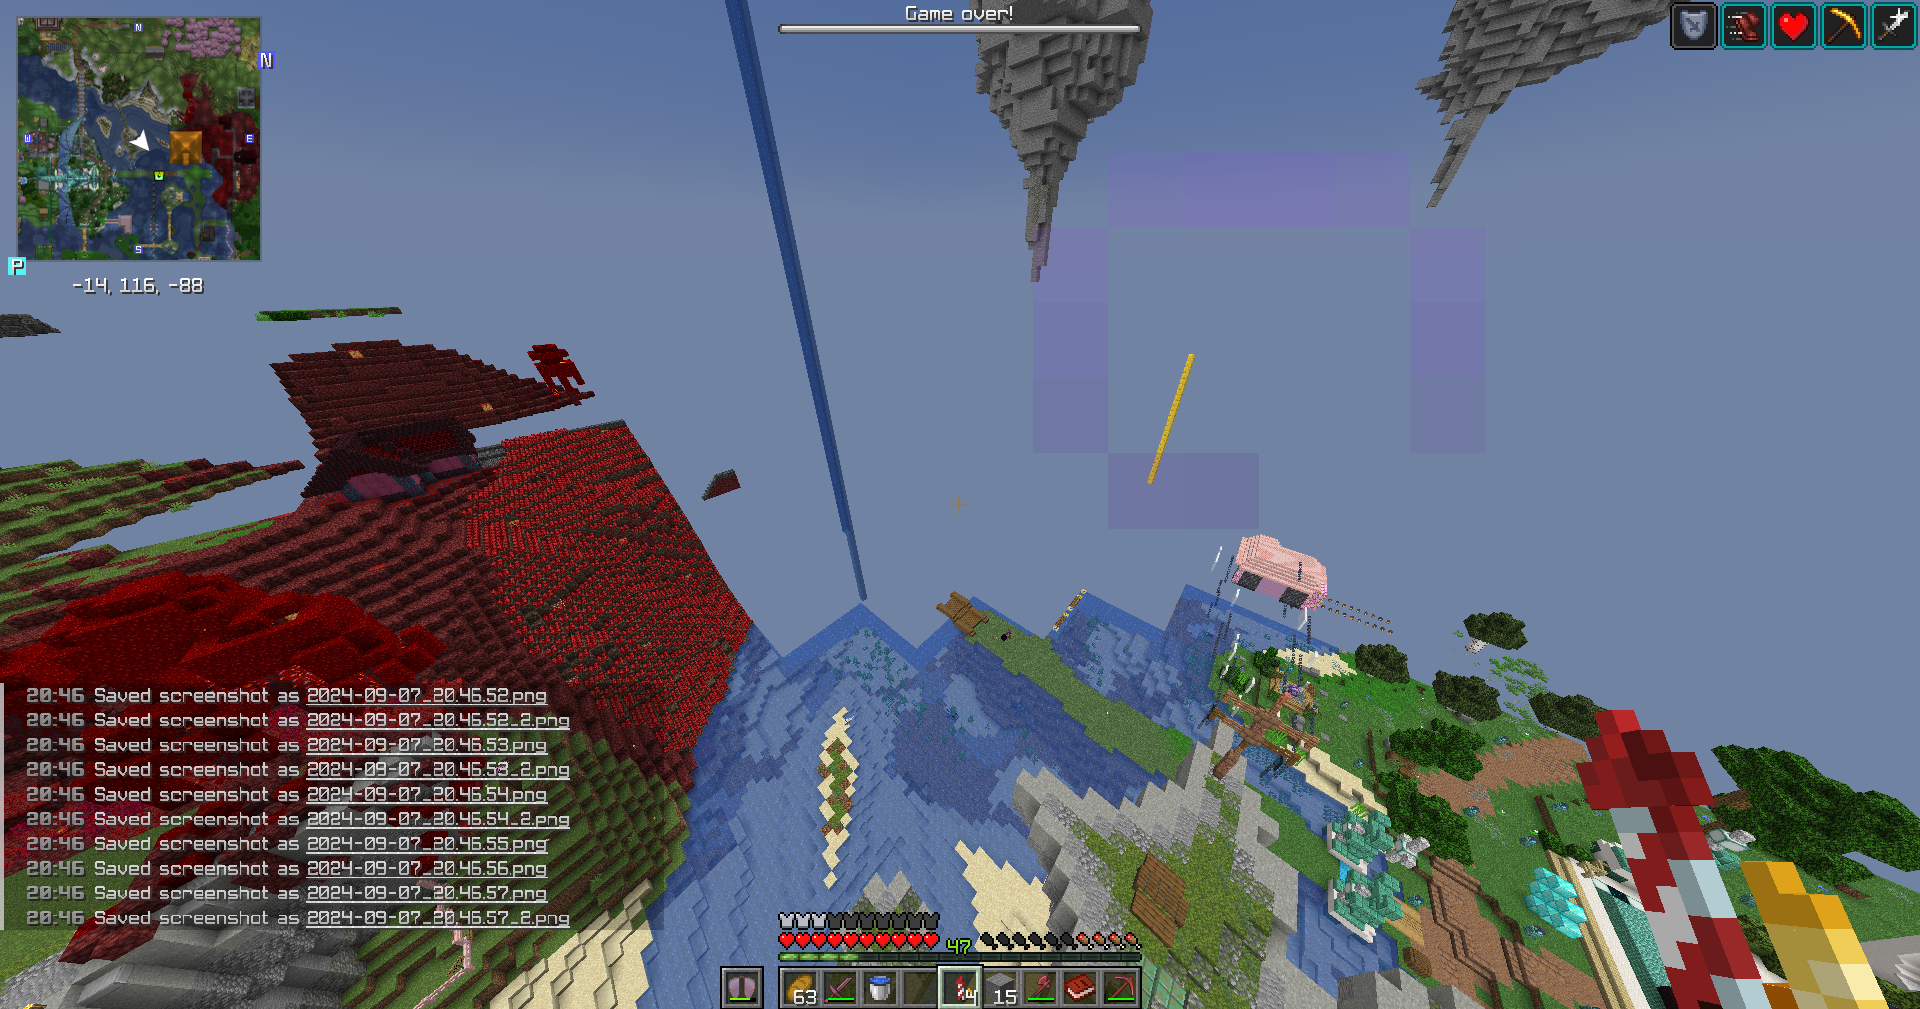 Game over!
N
N
W
E
S
P
-14, 116, -88
20:46 Saved screenshot as 2024-09-07_20.46.52.png
20:46 Saved screenshot as 2024-09-07_20.46.52_2.png
20:46 Saved screenshot as 2024-09-07_20.46.53.png
20:46 Saved screenshot as 2024-09-07_20.46.53_2.png
20:46 Saved screenshot as 2024-09-07_20.46.54.png
20:46 Saved screenshot as 2024-09-07_20.46.54_2.png
20:46 Saved screenshot as 2024-09-07_20.46.55.png
20:46 Saved screenshot as 2024-09-07_20.46.56.png
20:46 Saved screenshot as 2024-09-07_20.46.57.png
20:46 Saved screenshot as 2024-09-07_20.46.57_2.png
47
63 4 15